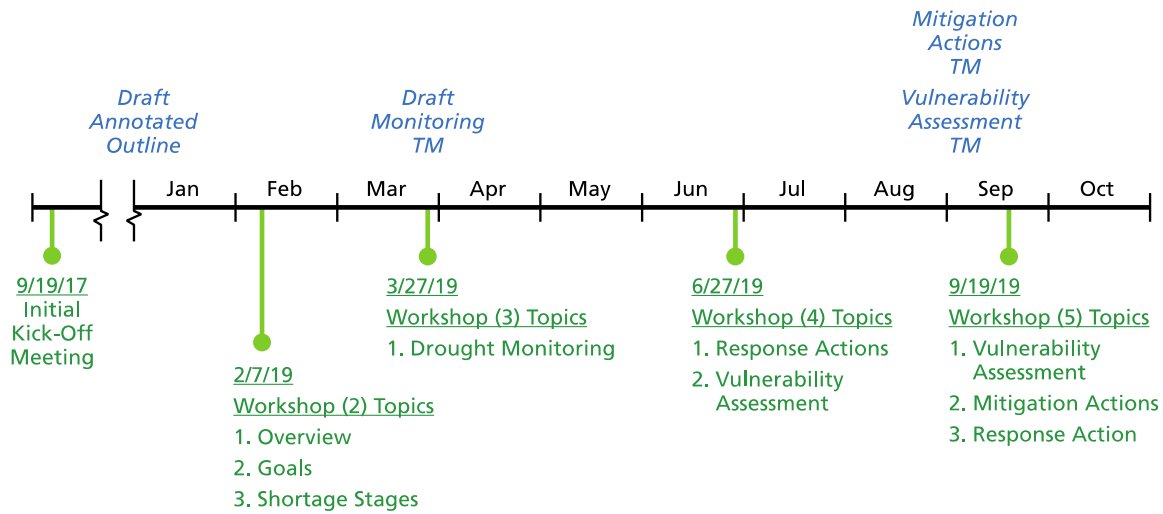 Mitigation
Actions
TM
Draft
Annotated
Outline
Draft
Monitoring
TM
Vulnerability
Assessment
TM
Jan Feb Mar Apr May Jun Jul Aug Sep Oct
9/19/17
Initial
Kick-Off
Meeting
2/7/19
Workshop (2) Topics
1. Overview
2. Goals
3. Shortage Stages
3/27/19
Workshop (3) Topics
1. Drought Monitoring
6/27/19
Workshop (4) Topics
1. Response Actions
2. Vulnerability
Assessment
9/19/19
Workshop (5) Topics
1. Vulnerability
Assessment
2. Mitigation Actions
3. Response Action